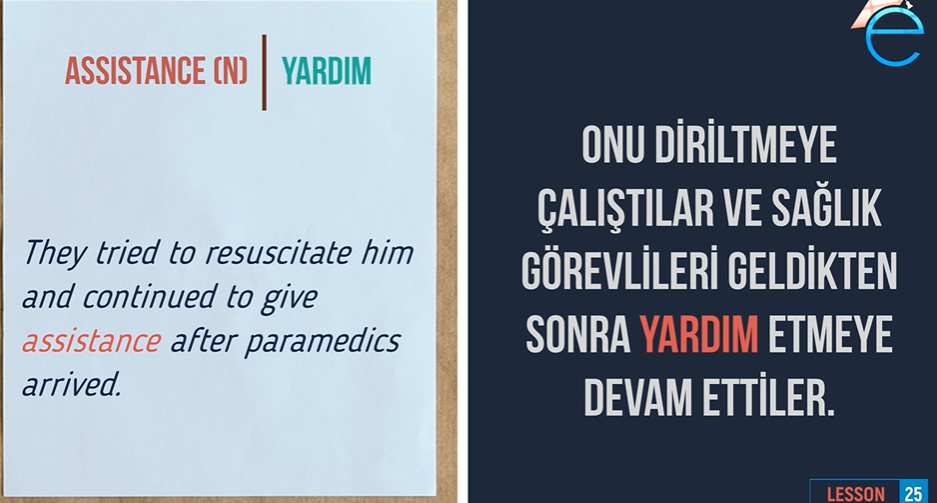 ASSISTANCE (N) | YARDIM
They tried to resuscitate him
and continued to give
assistance after paramedics
arrived.
e
ONU DİRİLTMEYE
ÇALIŞTILAR VE SAĞLIK
GÖREVLİLERİ GELDİKTEN
SONRA YARDIM ETMEYE
DEVAM ETTİLER.
LESSON 25